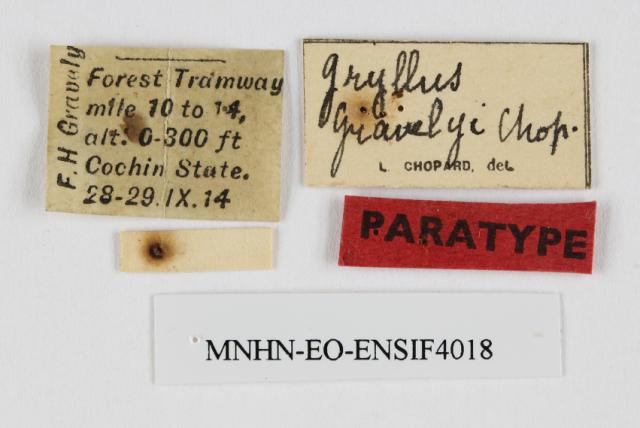 F. H Gravely
Forest Tramway
mile 10 to 14,
alt. 0-300 ft
Cochin State.
28-29.IX.14
Gryllus
Gravelyi Chop.
L. CHOPARD, det.
PARATYPE
MNHN-EO-ENSIF4018